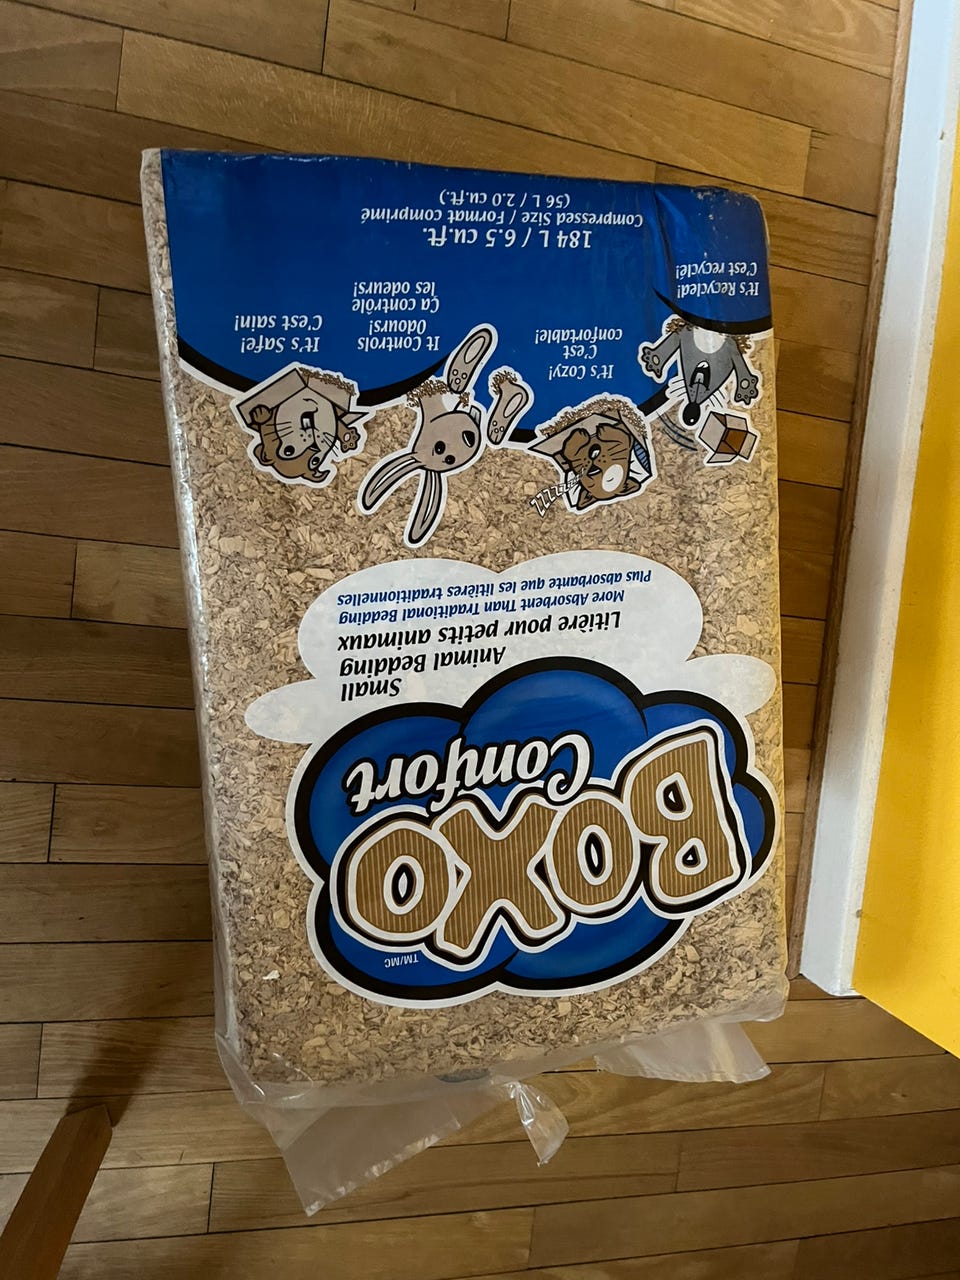 TM/MC
BOXO
Comfort
Small
Animal Bedding
Litière pour petits animaux
More Absorbent Than Traditional Bedding
Plus absorbante que les litières traditionnelles
ZZZZZZZ
It's Recycled!
C'est recyclé!
It's Cozy!
C'est
confortable!
It Controls
Odours!
Ça contrôle
les odeurs!
It's Safe!
C'est sain!
184 L / 6.5 cu.ft.
Compressed Size / Format comprimé
(56 L / 2.0 cu.ft.)